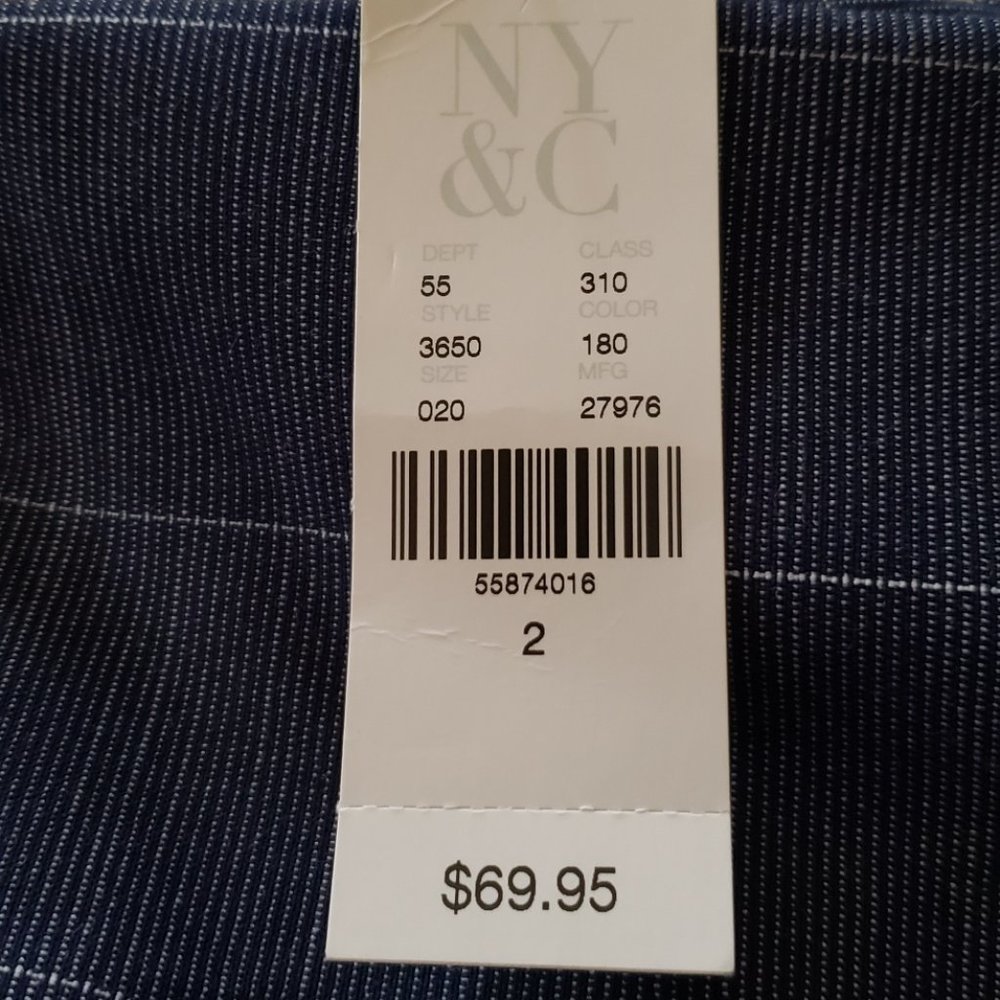 NY
&C
DEPT CLASS
55 310
STYLE COLOR
3650 180
SIZE MFG
020 27976
55874016
2
$69.95